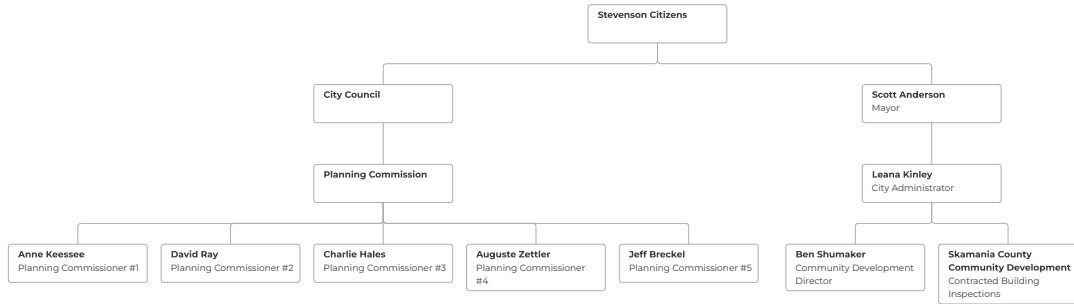 Stevenson Citizens
City Council
Scott Anderson
Mayor
Planning Commission
Leana Kinley
City Administrator
Anne Keessee
Planning Commissioner #1
David Ray
Planning Commissioner #2
Charlie Hales
Planning Commissioner #3
Auguste Zettler
Planning Commissioner
#4
Jeff Breckel
Planning Commissioner #5
Ben Shumaker
Community Development
Director
Skamania County
Community Development
Contracted Building
Inspections